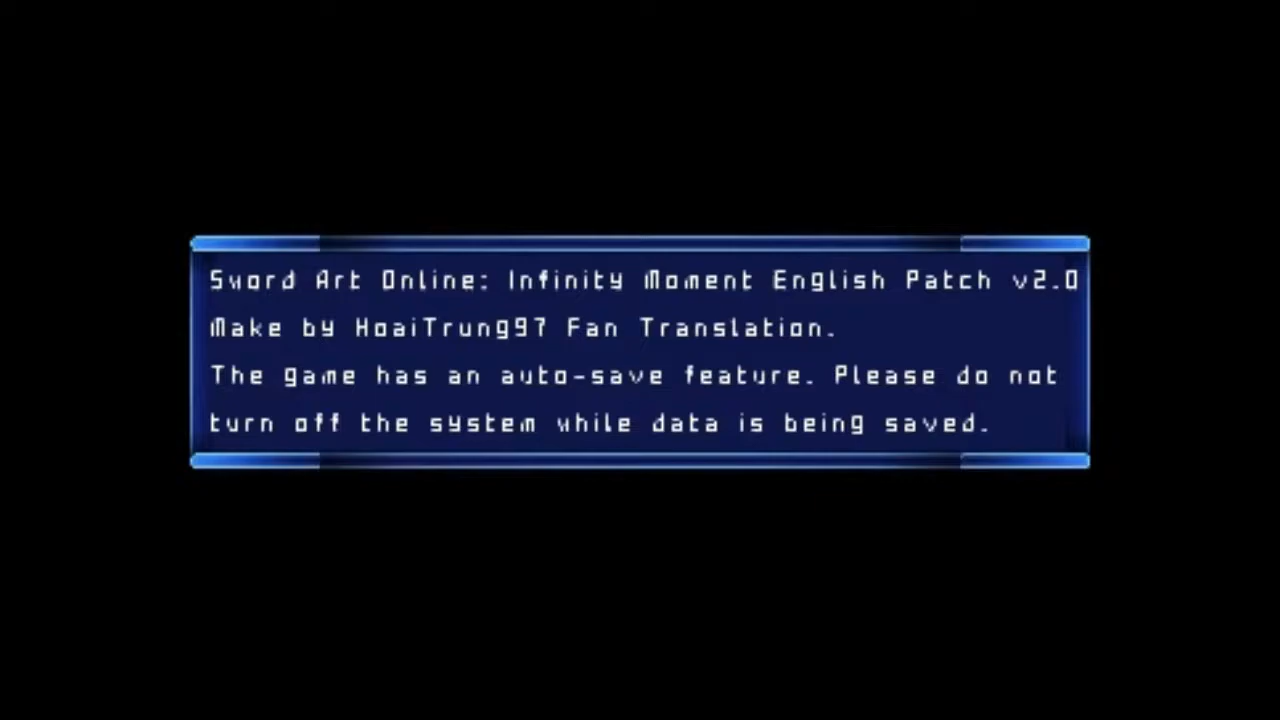 Sword Art Online: Infinity Moment English Patch v2.0
Make by HoaiTrung97 Fan Translation.
The game has an auto-save feature. Please do not
turn off the system while data is being saved.